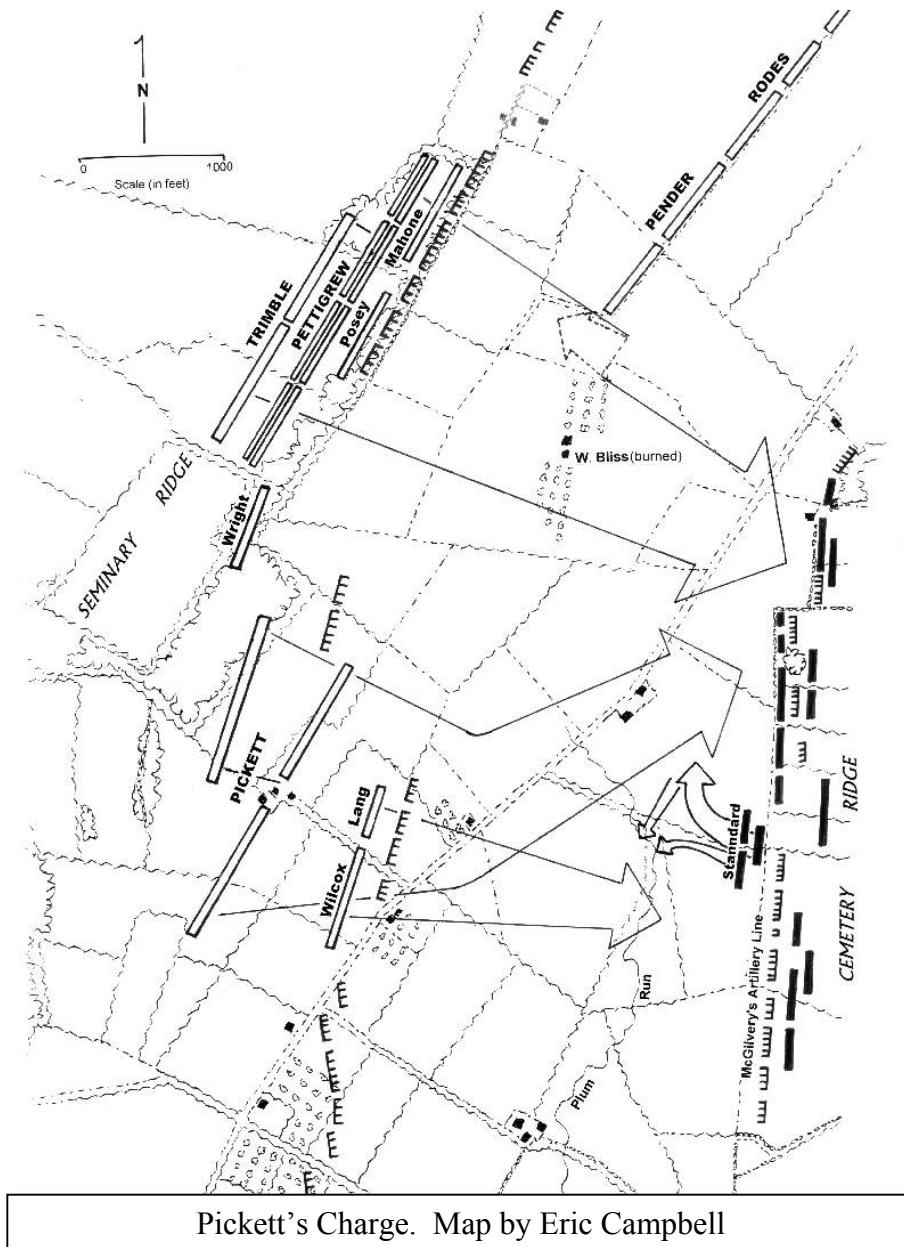 N
0 1000
Scale (in feet)
RODES
PENDER
Mahone
PETTIGREW
TRIMBLE
Posey
W. Bliss (burned)
SEMINARY RIDGE
Wright
PICKETT
Lang
Wilcox
Stanndard
CEMETERY RIDGE
McGilvery's Artillery Line
Plum Run
Pickett's Charge. Map by Eric Campbell